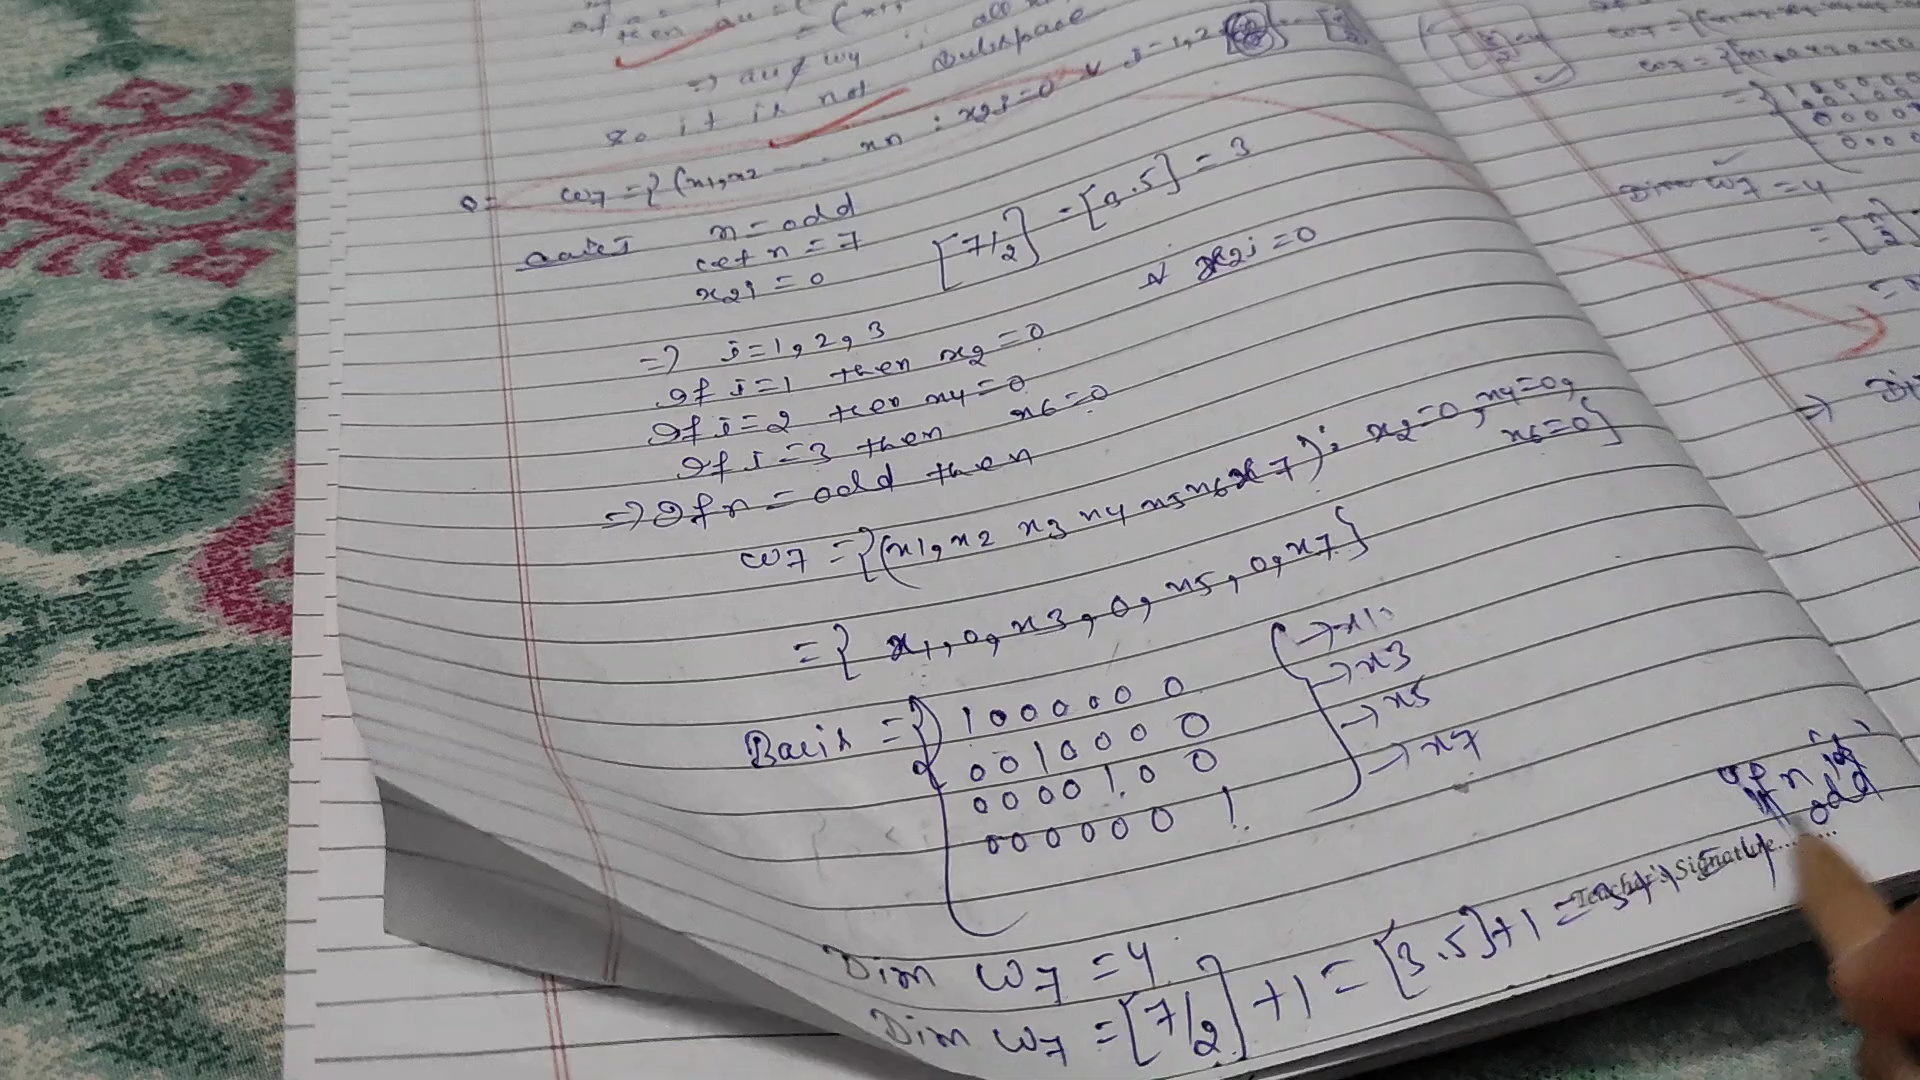 then au =
=> au ∉ w4
so it is not subspace
Q= w7 = { (x1, x2 ---- xn : x2i = 0 ∀ i = 1, 2
case I n = odd
Let n = 7 [7/2] = [3.5] = 3
x2i = 0 ∀ x2i = 0
=> i = 1, 2, 3
If i = 1 then x2 = 0
If i = 2 then x4 = 0
If i = 3 then x6 = 0
=> If n = odd then
w7 = {(x1, x2 x3 x4 x5 x6 x7) : x2 = 0, x4 = 0,
x6 = 0}
= { x1, 0, x3, 0, x5, 0, x7 }
Basis = { 1 0 0 0 0 0 0 → x1
0 0 1 0 0 0 0 → x3
0 0 0 0 1 0 0 → x5
0 0 0 0 0 0 1 → x7
if n is
odd
Teacher's Signature.....
Dim w7 = 4
Dim w7 = [7/2] + 1 = [3.5] + 1 = 3 + 1 = 4
Dim w7 = 4